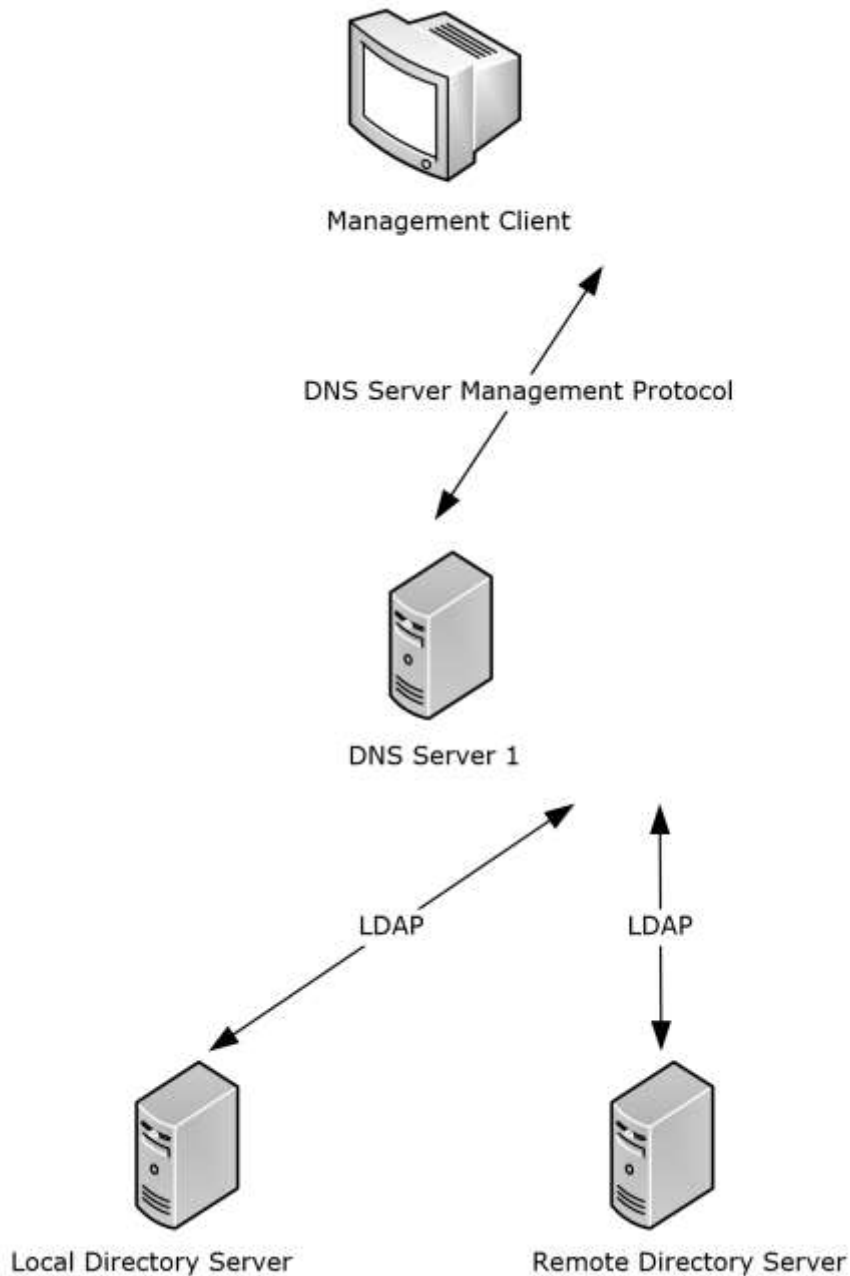 Management Client
DNS Server Management Protocol
DNS Server 1
LDAP
LDAP
Local Directory Server
Remote Directory Server